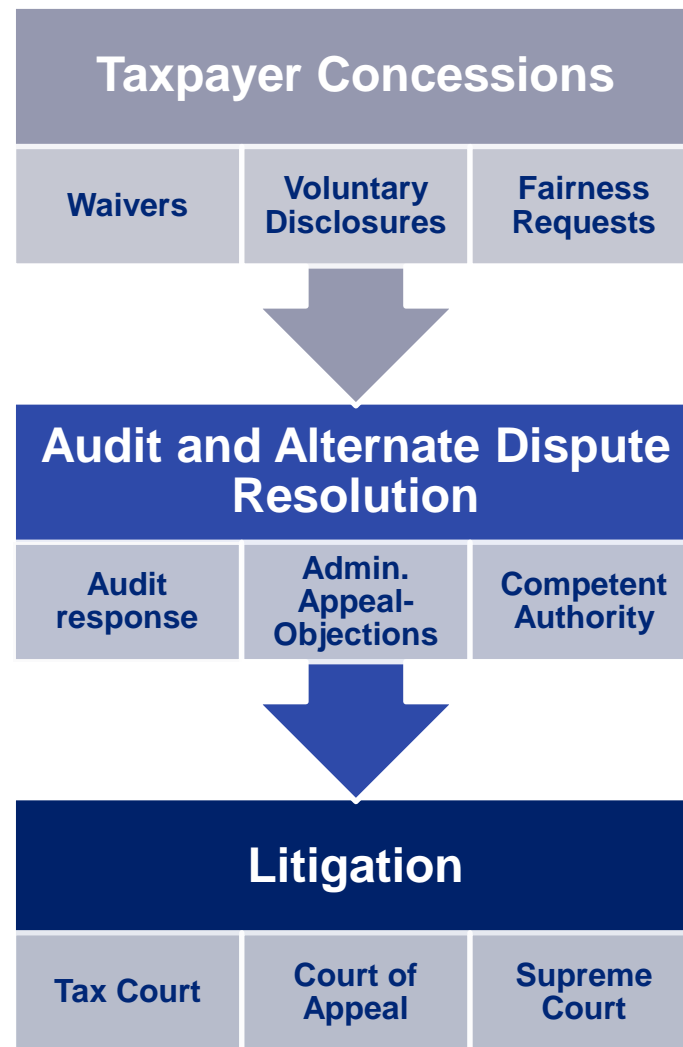 Taxpayer Concessions
Waivers
Voluntary
Disclosures
Fairness
Requests
Audit and Alternate Dispute
Resolution
Audit
response
Admin.
Appeal-
Objections
Competent
Authority
Litigation
Tax Court
Court of
Appeal
Supreme
Court